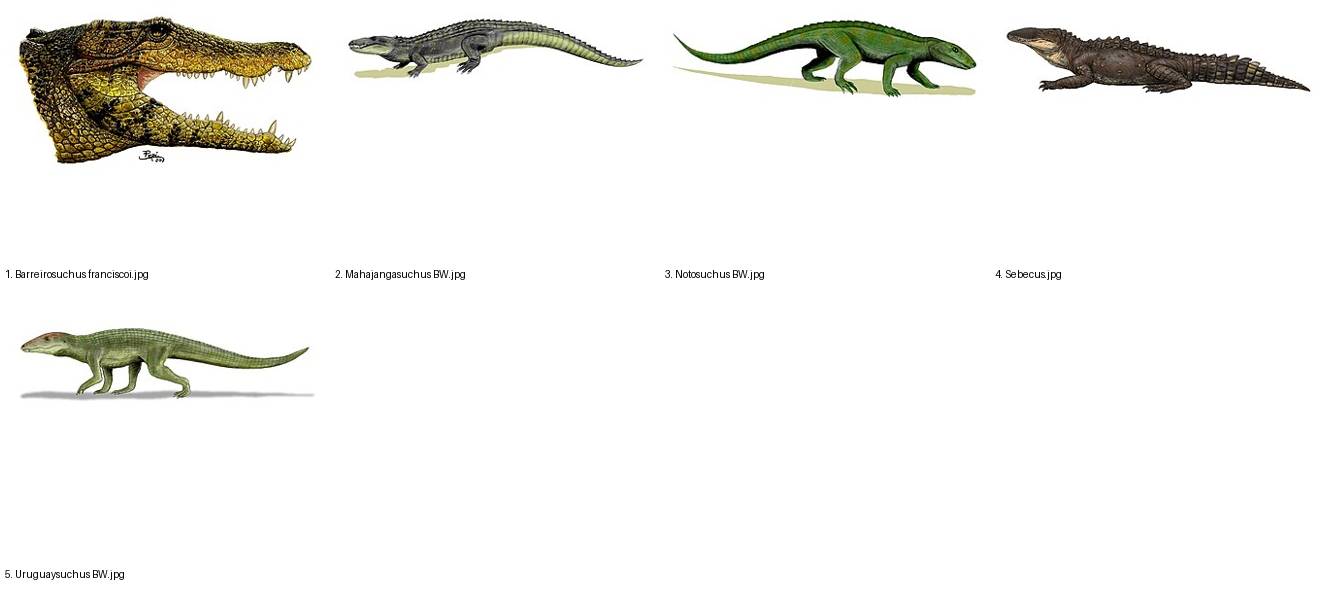 1. Barreirosuchus franciscoi.jpg
2. Mahajangasuchus BW.jpg
3. Notosuchus BW.jpg
4. Sebecus.jpg
5. Uruguaysuchus BW.jpg